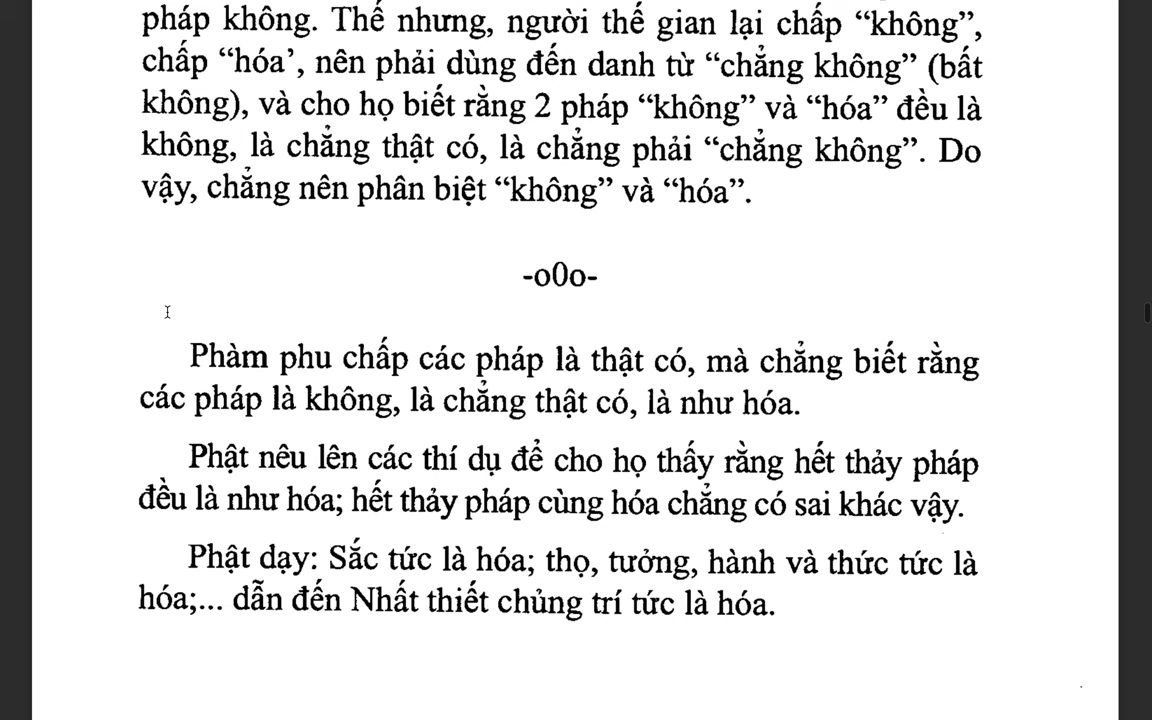 pháp không. Thế nhưng, người thế gian lại chấp “không”,
chấp “hóa’, nên phải dùng đến danh từ “chẳng không” (bất
không), và cho họ biết rằng 2 pháp “không” và “hóa” đều là
không, là chẳng thật có, là chẳng phải “chẳng không”. Do
vậy, chẳng nên phân biệt “không” và “hóa”.
-o0o-
Phàm phu chấp các pháp là thật có, mà chẳng biết rằng
các pháp là không, là chẳng thật có, là như hóa.
Phật nêu lên các thí dụ để cho họ thấy rằng hết thảy pháp
đều là như hóa; hết thảy pháp cùng hóa chẳng có sai khác vậy.
Phật dạy: Sắc tức là hóa; thọ, tưởng, hành và thức tức là
hóa;... dẫn đến Nhất thiết chủng trí tức là hóa.